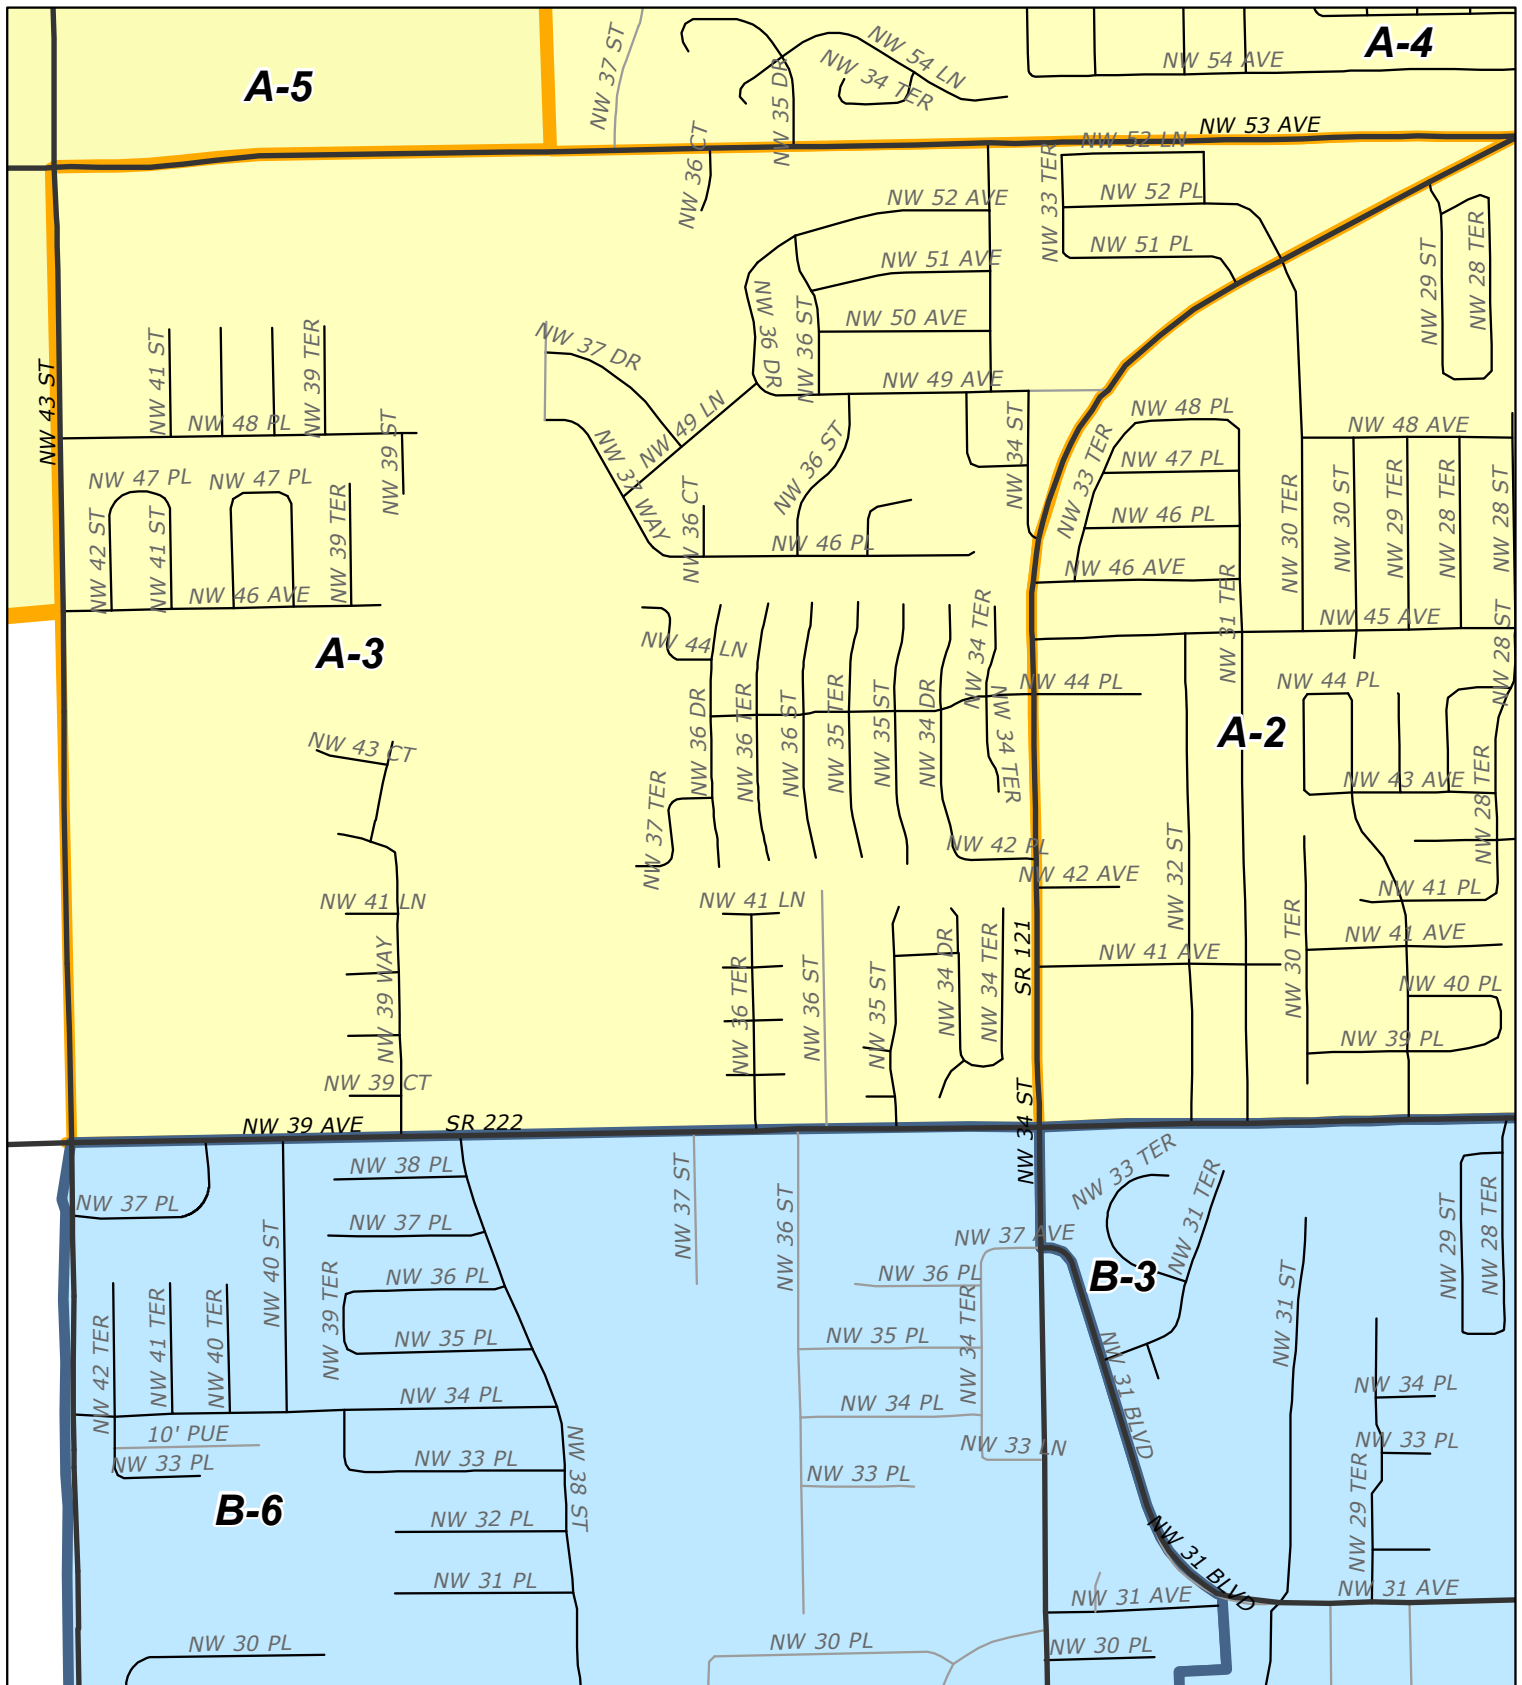 A-5
NW 37 ST
NW 35 DR
NW 54 LN
NW 34 TER
NW 54 AVE
A-4
NW 53 AVE
NW 36 CT
NW 52 LN
NW 33 TER
NW 52 AVE
NW 52 PL
NW 51 PL
NW 51 AVE
NW 29 ST
NW 28 TER
NW 36 DR
NW 36 ST
NW 50 AVE
NW 49 AVE
NW 37 DR
NW 49 LN
NW 37 WAY
NW 43 ST
NW 41 ST
NW 39 TER
NW 48 PL
NW 39 ST
NW 47 PL
NW 47 PL
NW 42 ST
NW 41 ST
NW 39 TER
NW 46 AVE
NW 36 CT
NW 36 ST
NW 46 PL
NW 34 ST
NW 33 TER
NW 48 PL
NW 47 PL
NW 46 PL
NW 46 AVE
NW 48 AVE
NW 30 TER
NW 30 ST
NW 29 TER
NW 28 TER
NW 28 ST
NW 45 AVE
NW 31 TER
NW 28 ST
A-3
NW 44 LN
NW 34 TER
NW 44 PL
NW 44 PL
A-2
NW 36 DR
NW 36 TER
NW 36 ST
NW 35 TER
NW 35 ST
NW 34 DR
NW 34 TER
NW 43 CT
NW 43 AVE
NW 28 TER
NW 37 TER
NW 42 PL
NW 42 AVE
NW 32 ST
NW 41 PL
NW 41 LN
NW 41 LN
NW 39 WAY
NW 36 TER
NW 36 ST
NW 35 ST
NW 34 DR
NW 34 TER
SR 121
NW 41 AVE
NW 30 TER
NW 41 AVE
NW 40 PL
NW 39 PL
NW 39 CT
NW 39 AVE
SR 222
NW 34 ST
NW 38 PL
NW 37 PL
NW 37 PL
NW 40 ST
NW 36 PL
NW 39 TER
NW 35 PL
NW 42 TER
NW 41 TER
NW 40 TER
NW 34 PL
10' PUE
NW 33 PL
NW 33 PL
NW 38 ST
B-6
NW 32 PL
NW 31 PL
NW 30 PL
NW 37 ST
NW 36 ST
NW 37 AVE
NW 36 PL
NW 34 TER
NW 35 PL
NW 34 PL
NW 33 LN
NW 33 PL
NW 30 PL
NW 33 TER
NW 31 TER
B-3
NW 31 BLVD
NW 31 ST
NW 29 ST
NW 28 TER
NW 34 PL
NW 33 PL
NW 29 TER
NW 31 BLVD
NW 31 AVE
NW 31 AVE
NW 30 PL